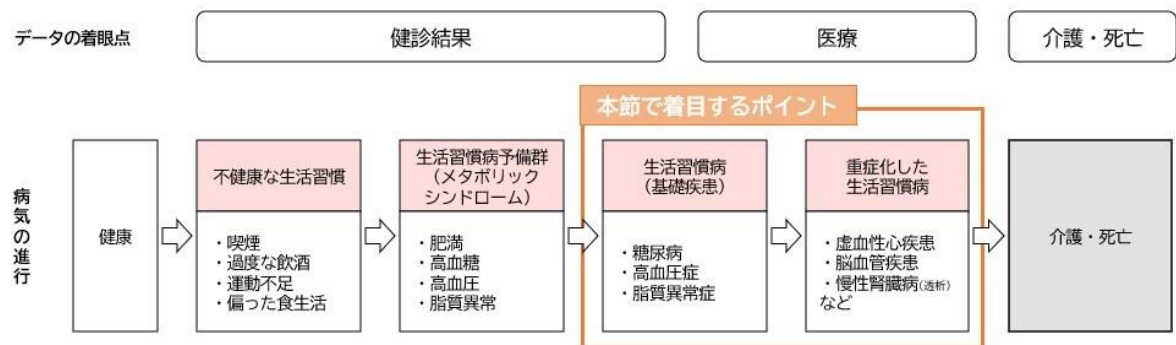 データの着眼点
健診結果
医療
介護・死亡
本節で着目するポイント
病気の進行
健康
不健康な生活習慣
・喫煙
・過度な飲酒
・運動不足
・偏った食生活
生活習慣病予備群
（メタボリック
シンドローム）
・肥満
・高血糖
・高血圧
・脂質異常
生活習慣病
（基礎疾患）
・糖尿病
・高血圧症
・脂質異常症
重症化した
生活習慣病
・虚血性心疾患
・脳血管疾患
・慢性腎臓病(透析)
など
介護・死亡